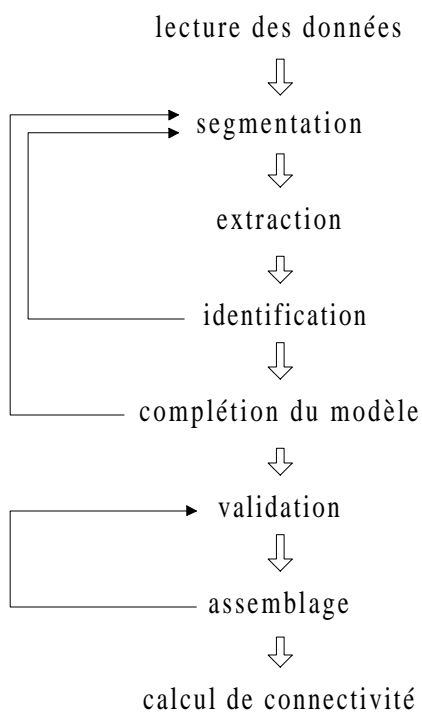 lecture des données
segmentation
extraction
identification
complétion du modèle
validation
assemblage
calcul de connectivité